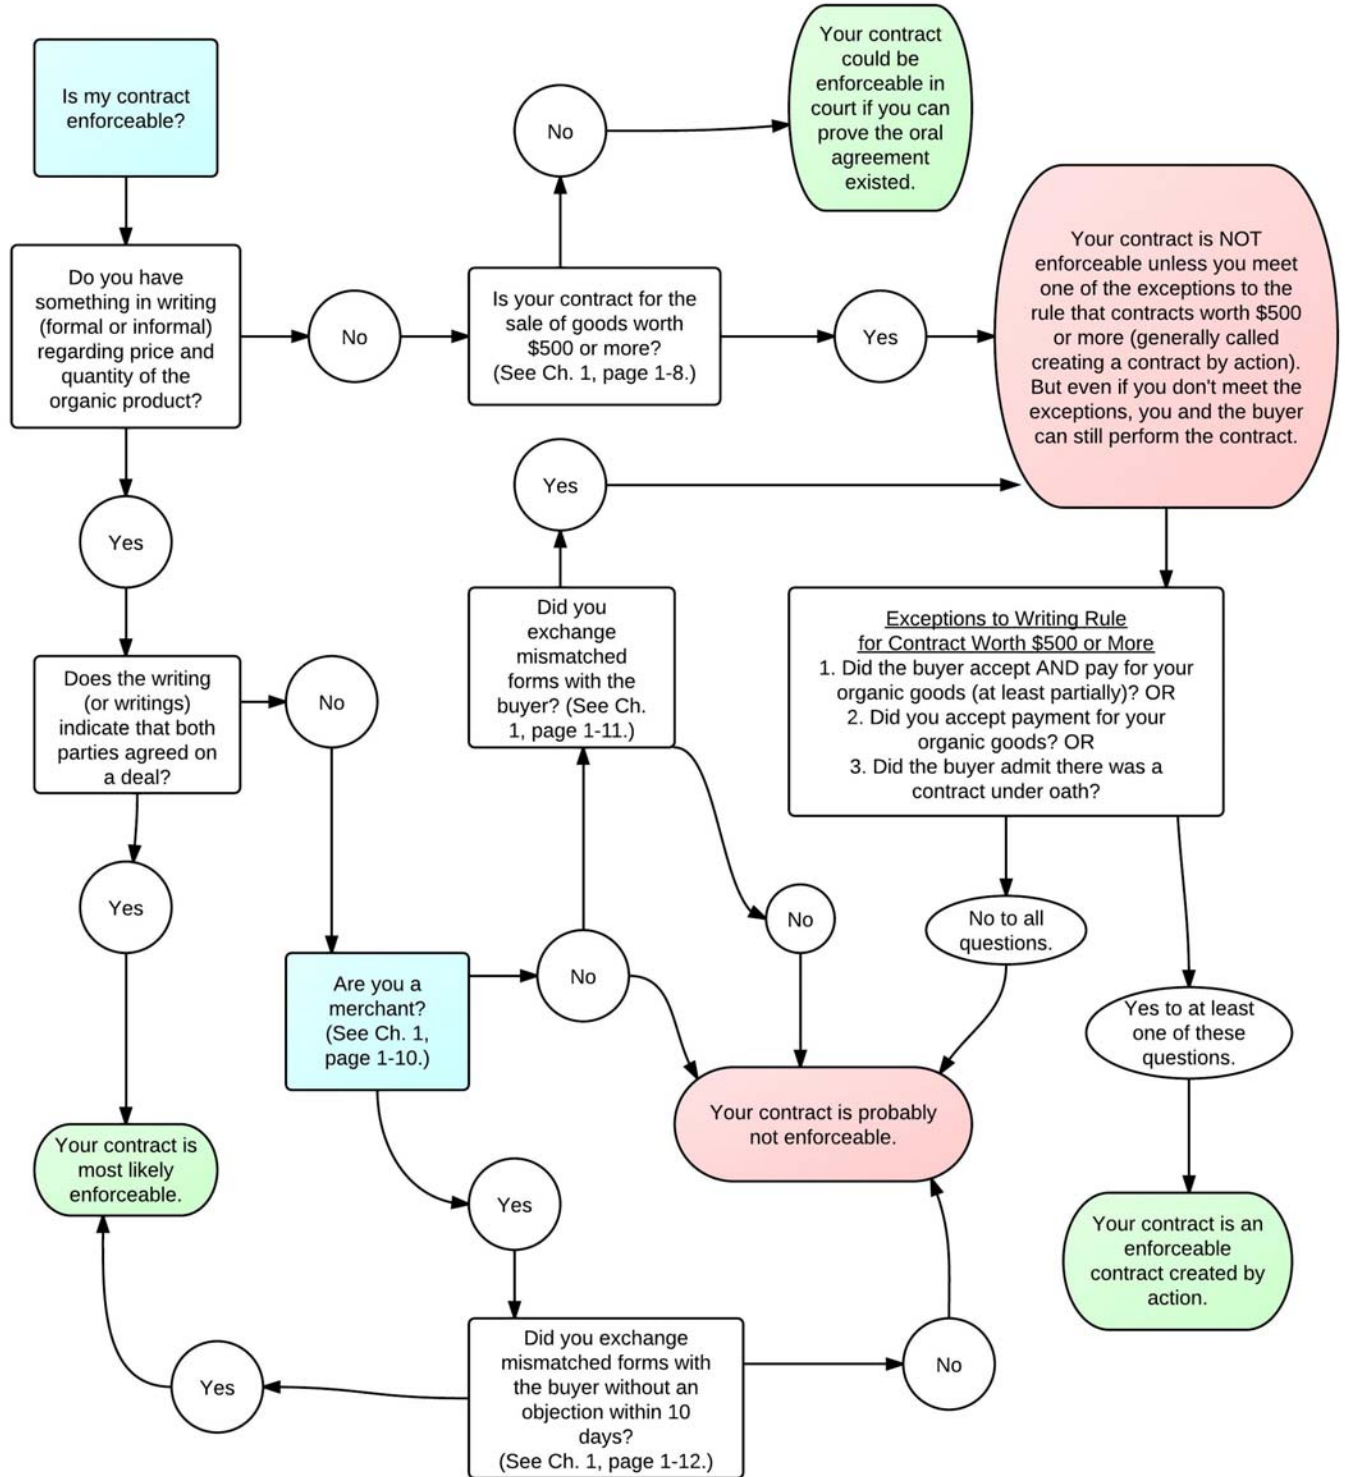 Is my contract
enforceable?
No
Your contract
could be
enforceable in
court if you can
prove the oral
agreement
existed.
Do you have
something in writing
(formal or informal)
regarding price and
quantity of the
organic product?
No
Is your contract for the
sale of goods worth
$500 or more?
(See Ch. 1, page 1-8.)
Yes
Your contract is NOT
enforceable unless you meet
one of the exceptions to the
rule that contracts worth $500
or more (generally called
creating a contract by action).
But even if you don't meet the
exceptions, you and the buyer
can still perform the contract.
Yes
Yes
Did you
exchange
mismatched
forms with the
buyer? (See Ch.
1, page 1-11.)
Exceptions to Writing Rule
for Contract Worth $500 or More
1. Did the buyer accept AND pay for your
organic goods (at least partially)? OR
2. Did you accept payment for your
organic goods? OR
3. Did the buyer admit there was a
contract under oath?
Does the writing
(or writings)
indicate that both
parties agreed on
a deal?
No
Yes
No
No to all
questions.
Are you a
merchant?
(See Ch. 1,
page 1-10.)
No
Yes to at least
one of these
questions.
Your contract is probably
not enforceable.
Your contract is
most likely
enforceable.
Yes
Your contract is an
enforceable
contract created by
action.
Did you exchange
mismatched forms with
the buyer without an
objection within 10
days?
(See Ch. 1, page 1-12.)
Yes
No